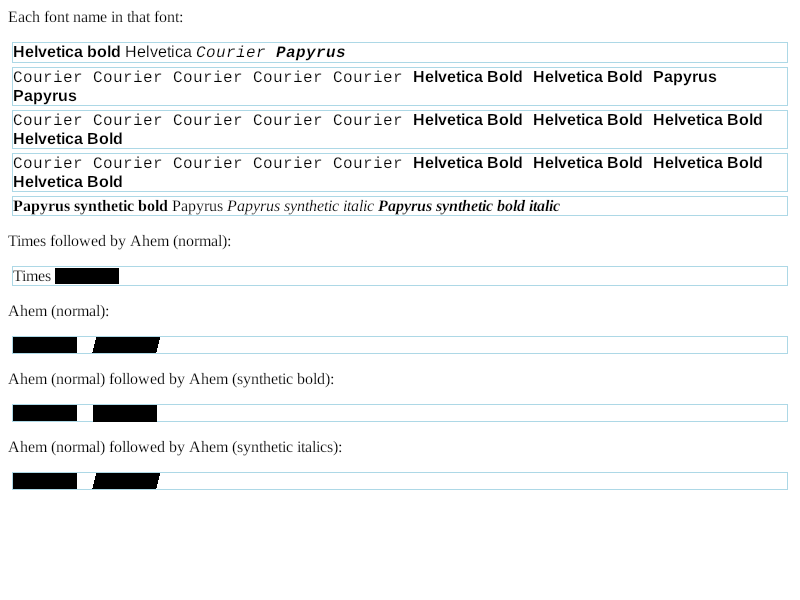 Each font name in that font:
Helvetica bold Helvetica Courier Papyrus
Courier Courier Courier Courier Courier Helvetica Bold Helvetica Bold Papyrus
Papyrus
Courier Courier Courier Courier Courier Helvetica Bold Helvetica Bold Helvetica Bold
Helvetica Bold
Courier Courier Courier Courier Courier Helvetica Bold Helvetica Bold Helvetica Bold
Helvetica Bold
Papyrus synthetic bold Papyrus Papyrus synthetic italic Papyrus synthetic bold italic
Times followed by Ahem (normal):
Times
Ahem (normal):
Ahem (normal) followed by Ahem (synthetic bold):
Ahem (normal) followed by Ahem (synthetic italics):